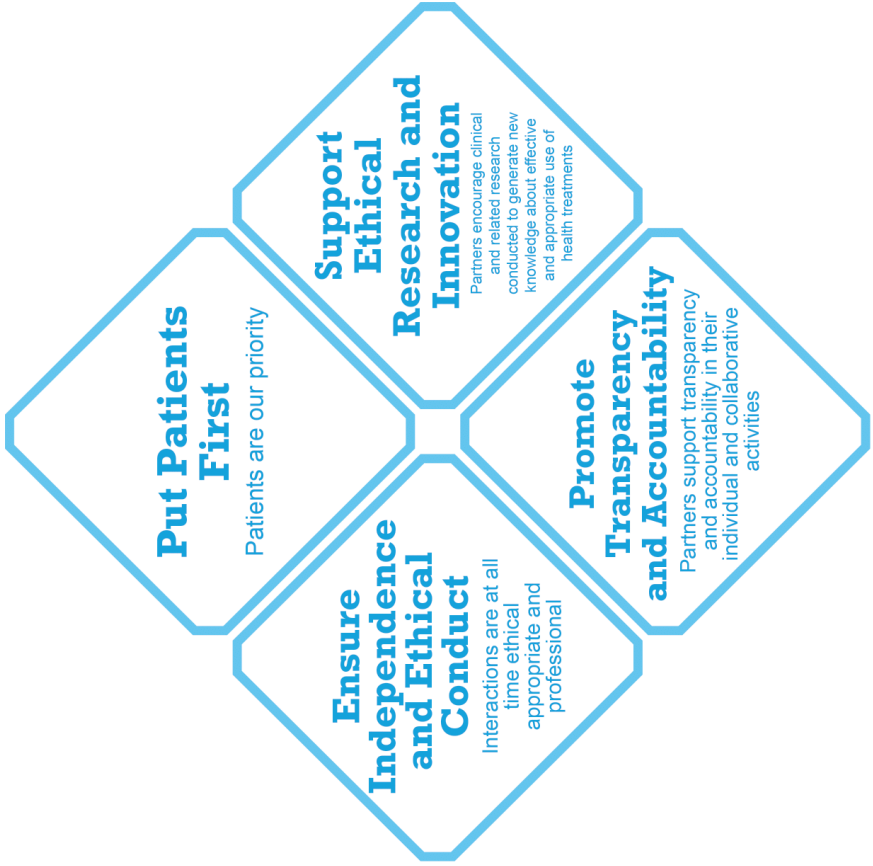 Put Patients
First
Patients are our priority
Ensure
Independence
and Ethical
Conduct
Interactions are at all
time ethical
appropriate and
professional
Support
Ethical
Research and
Innovation
Partners encourage clinical
and related research
conducted to generate new
knowledge about effective
and appropriate use of
health treatments
Promote
Transparency
and Accountability
Partners support transparency
and accountability in their
individual and collaborative
activities